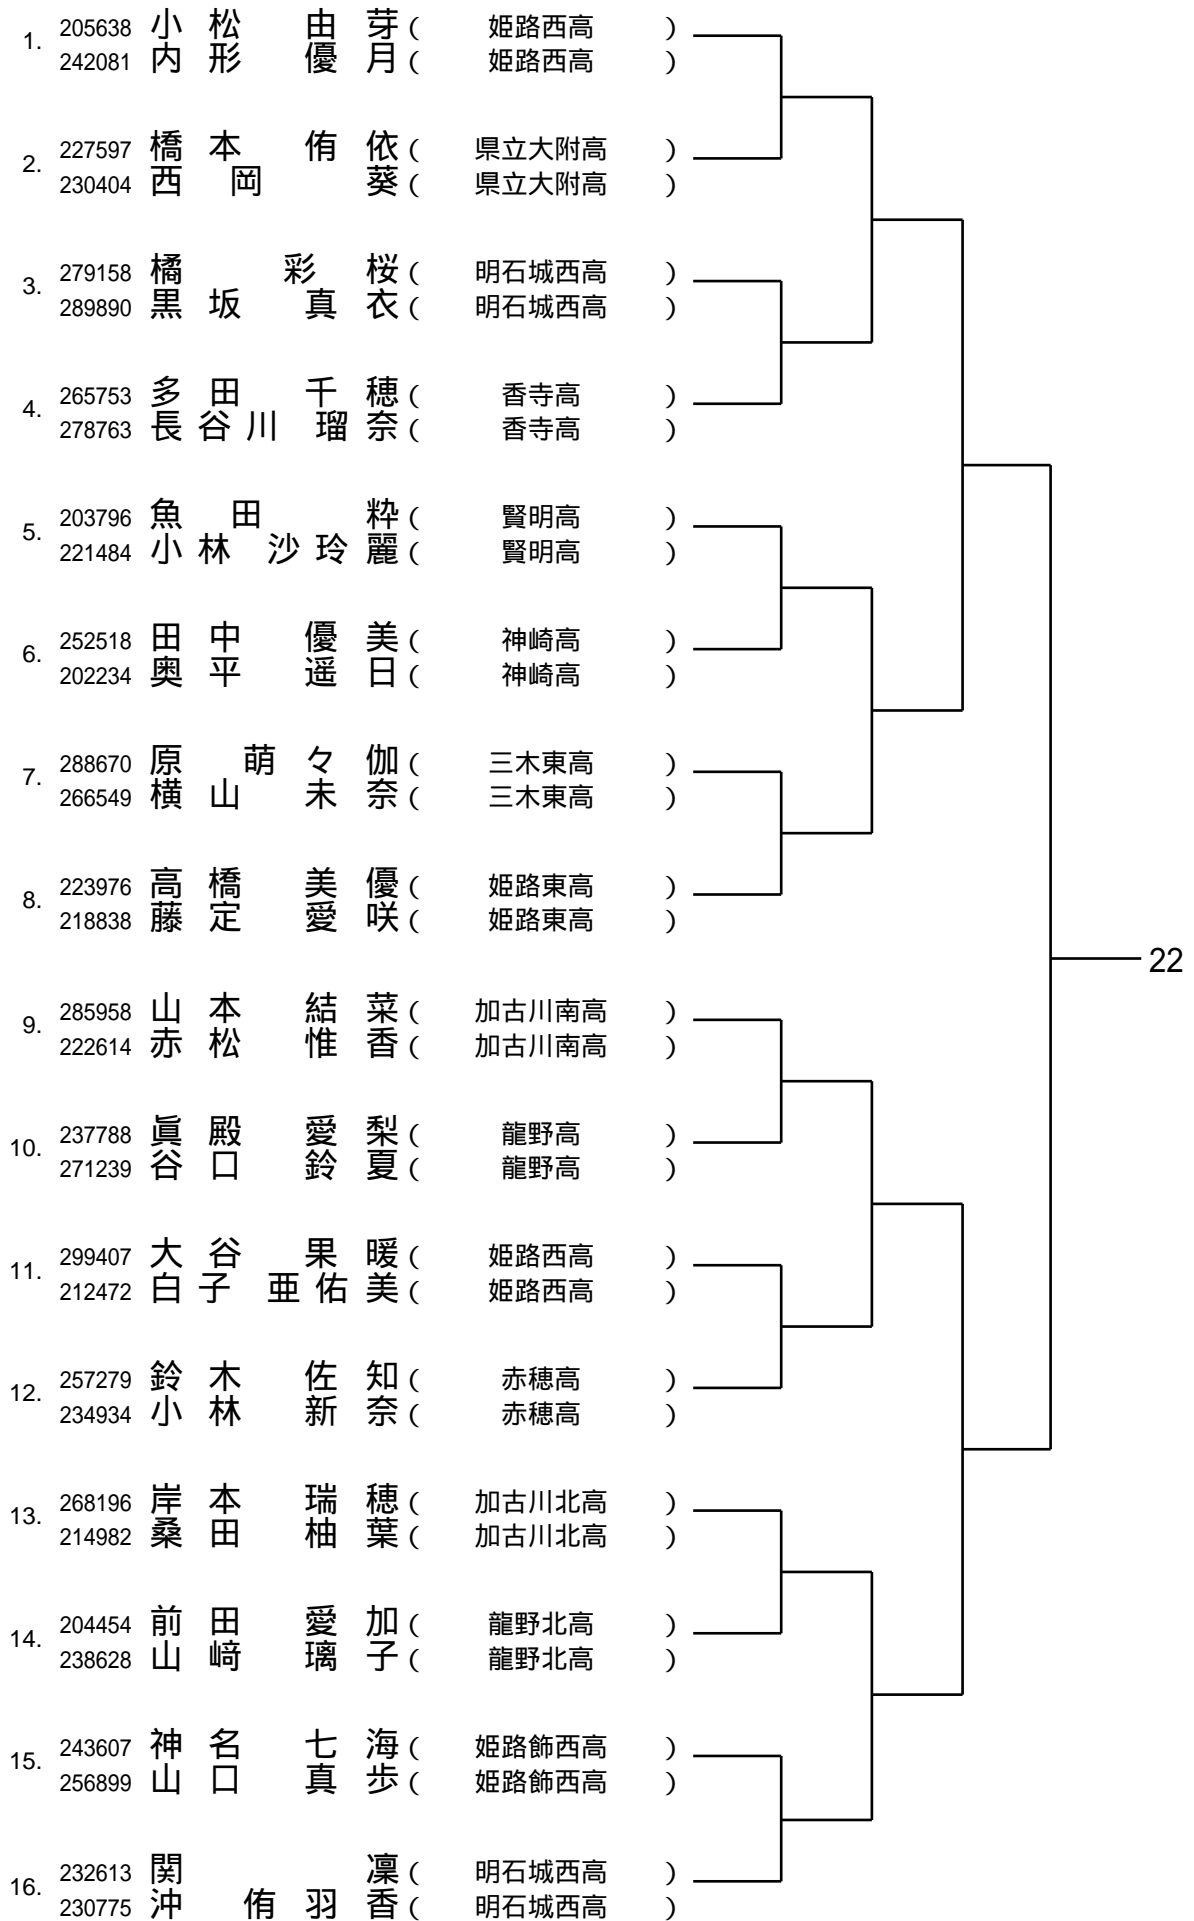 1. 205638 小松 由芽 ( 姫路西高 )
242081 内形 優月 ( 姫路西高 )
2. 227597 橋本 侑依 ( 県立大附高 )
230404 西岡 葵 ( 県立大附高 )
3. 279158 橘 彩桜 ( 明石城西高 )
289890 黒坂 真衣 ( 明石城西高 )
4. 265753 多田 千穂 ( 香寺高 )
278763 長谷川 瑠奈 ( 香寺高 )
5. 203796 魚田 粋 ( 賢明高 )
221484 小林 沙玲麗 ( 賢明高 )
6. 252518 田中 優美 ( 神崎高 )
202234 奥平 遥日 ( 神崎高 )
7. 288670 原 萌々伽 ( 三木東高 )
266549 横山 未奈 ( 三木東高 )
8. 223976 高橋 美優 ( 姫路東高 )
218838 藤定 愛咲 ( 姫路東高 )
22
9. 285958 山本 結菜 ( 加古川南高 )
222614 赤松 惟香 ( 加古川南高 )
10. 237788 眞殿 愛梨 ( 龍野高 )
271239 谷口 鈴夏 ( 龍野高 )
11. 299407 大谷 果暖 ( 姫路西高 )
212472 白子 亜佑美 ( 姫路西高 )
12. 257279 鈴木 佐知 ( 赤穂高 )
234934 小林 新奈 ( 赤穂高 )
13. 268196 岸本 瑞穂 ( 加古川北高 )
214982 桑田 柚葉 ( 加古川北高 )
14. 204454 前田 愛加 ( 龍野北高 )
238628 山﨑 璃子 ( 龍野北高 )
15. 243607 神名 七海 ( 姫路飾西高 )
256899 山口 真歩 ( 姫路飾西高 )
16. 232613 関 凜 ( 明石城西高 )
230775 沖 侑羽香 ( 明石城西高 )